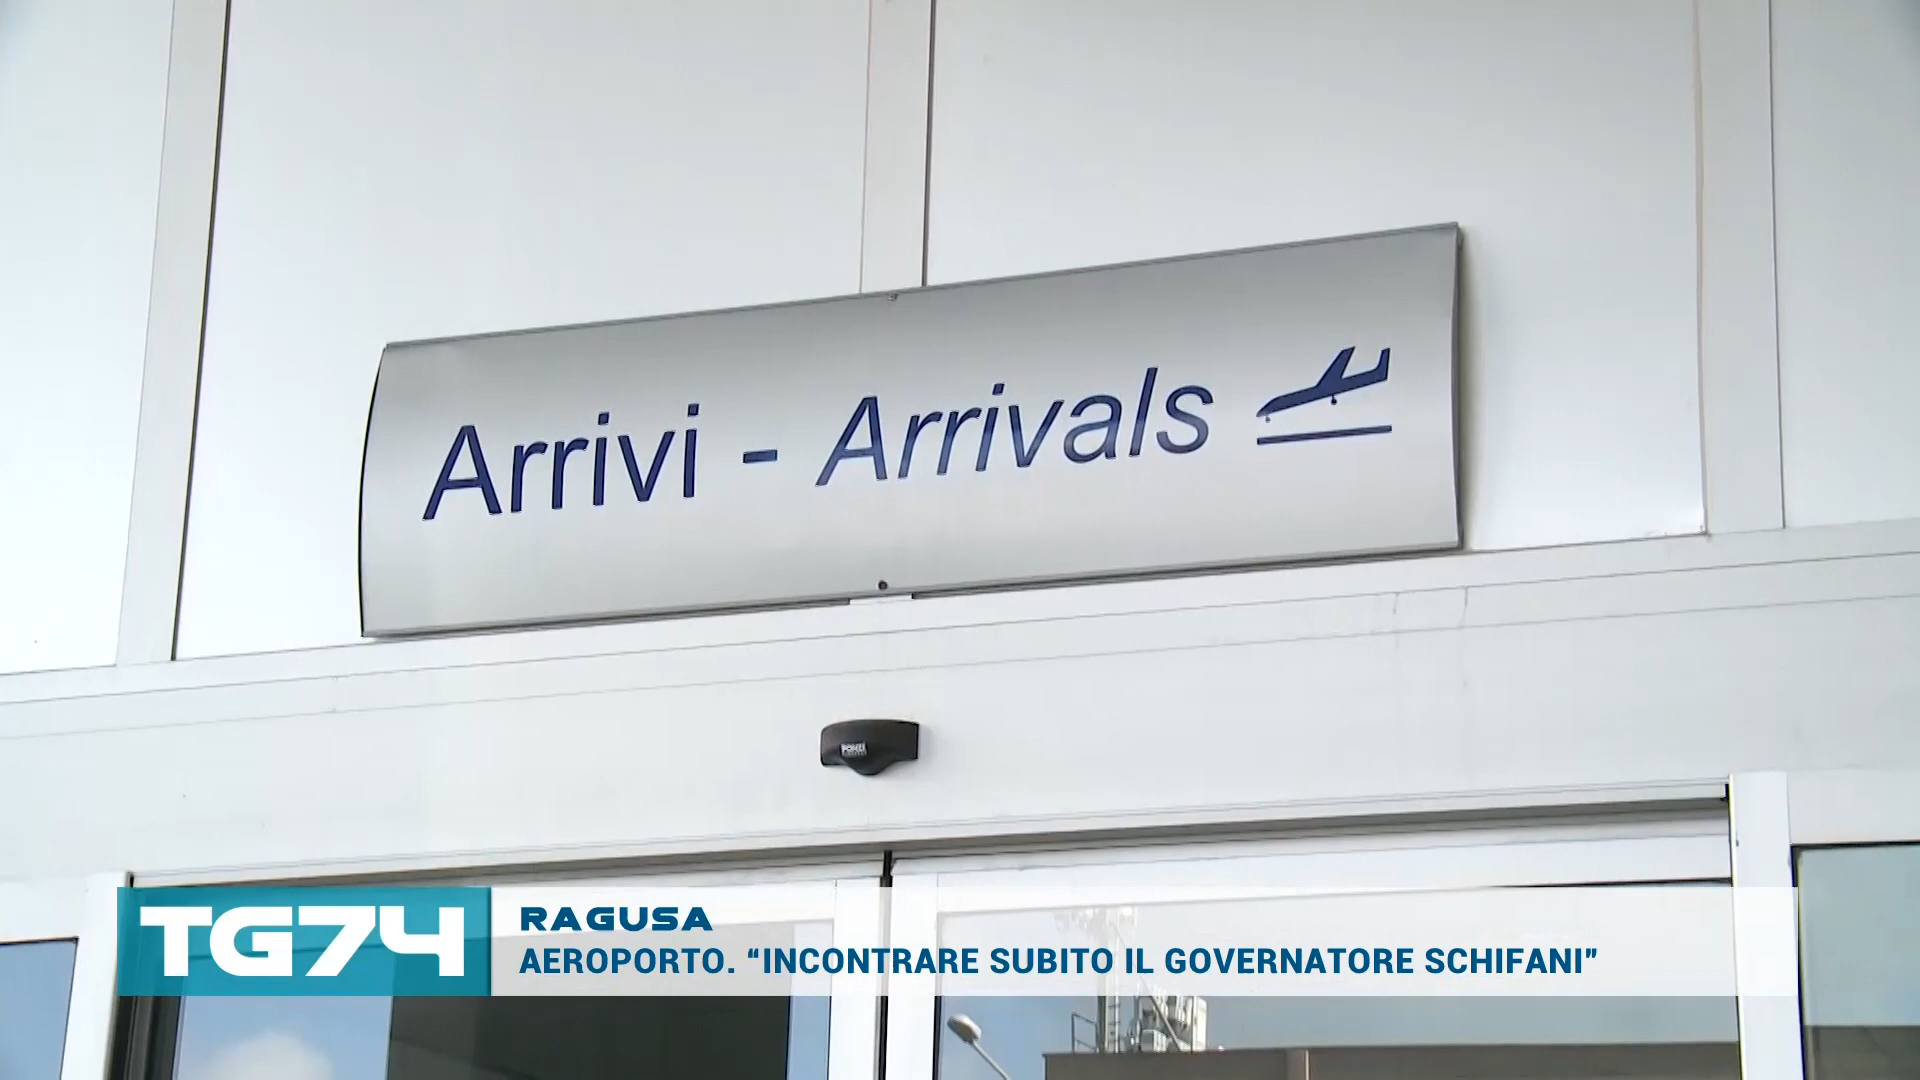 Arrivi - Arrivals
TG74
RAGUSA
AEROPORTO. “INCONTRARE SUBITO IL GOVERNATORE SCHIFANI”